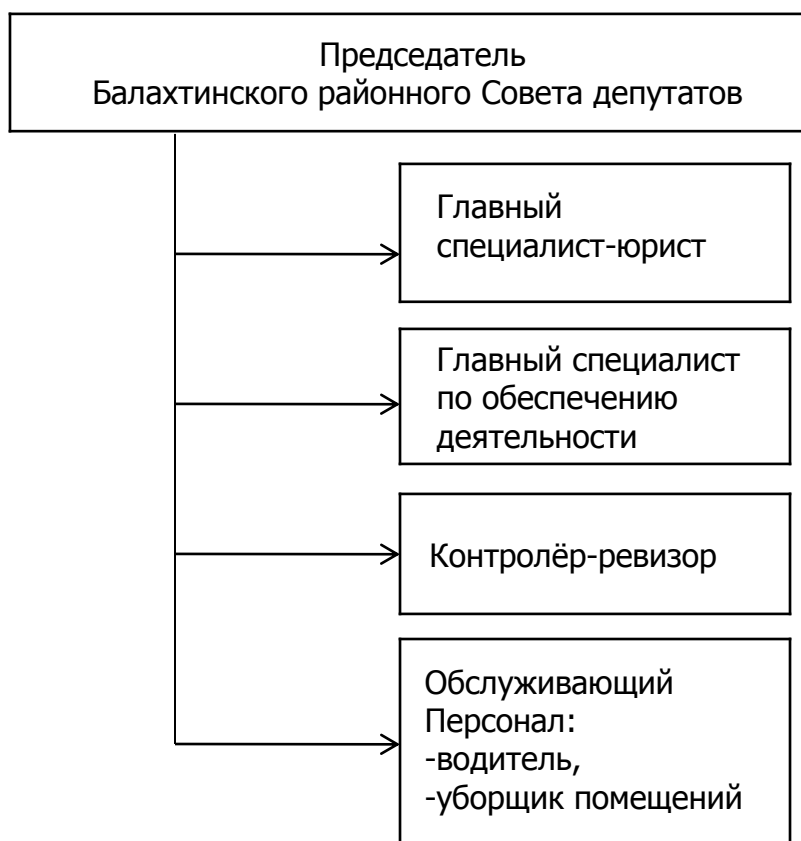 Председатель
Балахтинского районного Совета депутатов
Главный
специалист-юрист
Главный специалист
по обеспечению
деятельности
Контролёр-ревизор
Обслуживающий
Персонал:
-водитель,
-уборщик помещений